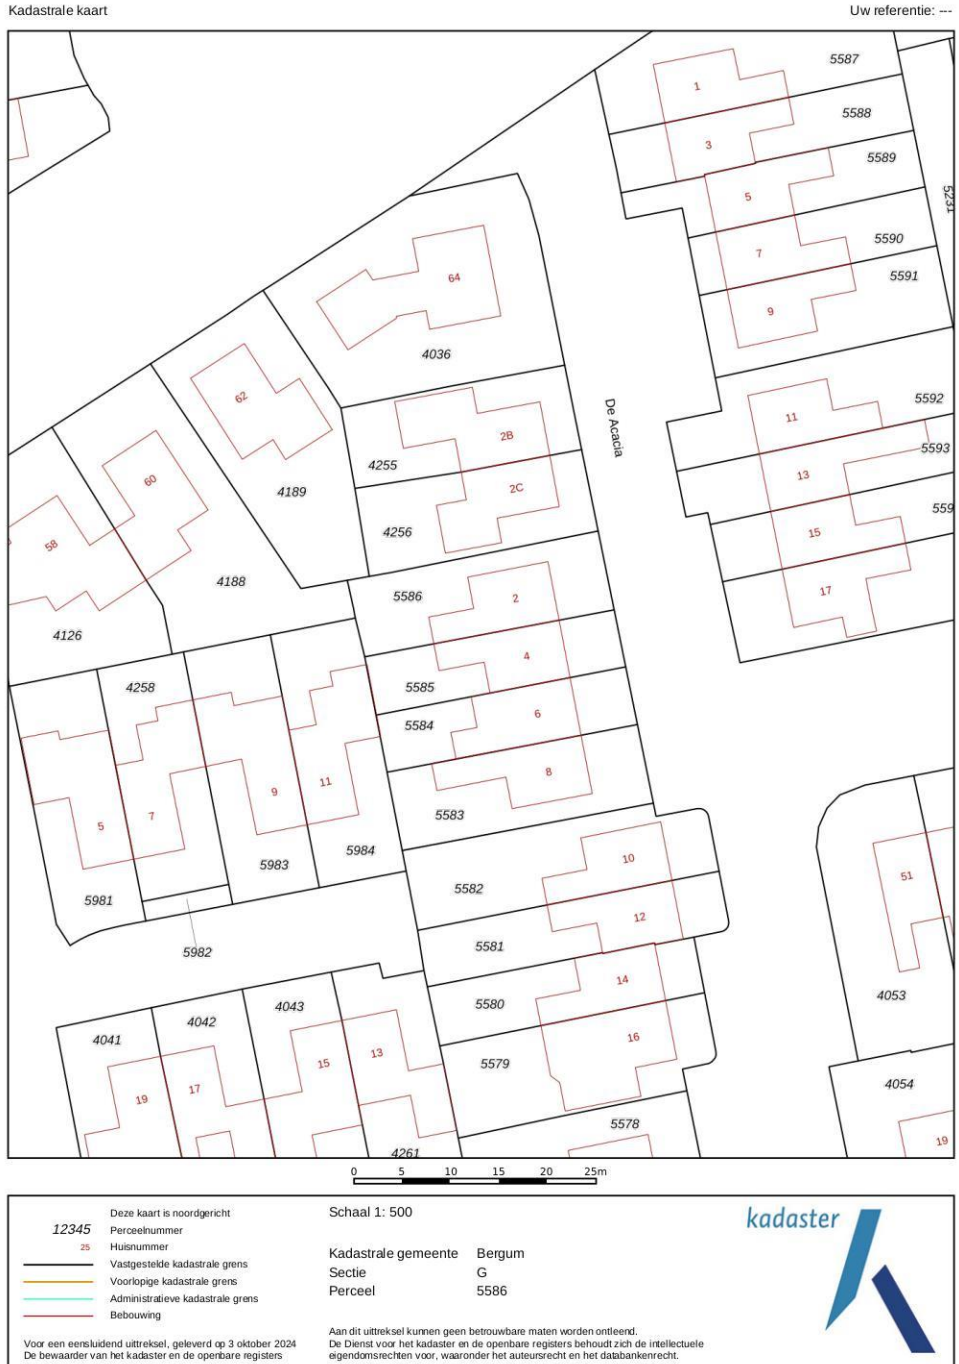 Kadastrale kaart
Uw referentie: ---
5587
1
5588
3
5589
5
5231
5590
7
5591
9
64
4036
62
De Acacia
5592
11
2B
5593
4255
13
60
4189
2C
559
4256
15
58
4188
5586
2
17
4126
4
4258
5585
5584
6
8
11
9
7
5583
5
5984
10
5983
51
5582
5981
12
5581
5982
14
4053
4043
5580
4042
16
4041
15
13
5579
4054
17
19
5578
19
4261
0 5 10 15 20 25m
Deze kaart is noordgericht
12345 Perceelnummer
25 Huisnummer
Vastgestelde kadastrale grens
Voorlopige kadastrale grens
Administratieve kadastrale grens
Bebouwing
Voor een eensluidend uittreksel, geleverd op 3 oktober 2024
De bewaarder van het kadaster en de openbare registers
Schaal 1: 500
Kadastrale gemeente Bergum
Sectie G
Perceel 5586
Aan dit uittreksel kunnen geen betrouwbare maten worden ontleend.
De Dienst voor het kadaster en de openbare registers behoudt zich de intellectuele
eigendomsrechten voor, waaronder het auteursrecht en het databankenrecht.
kadaster